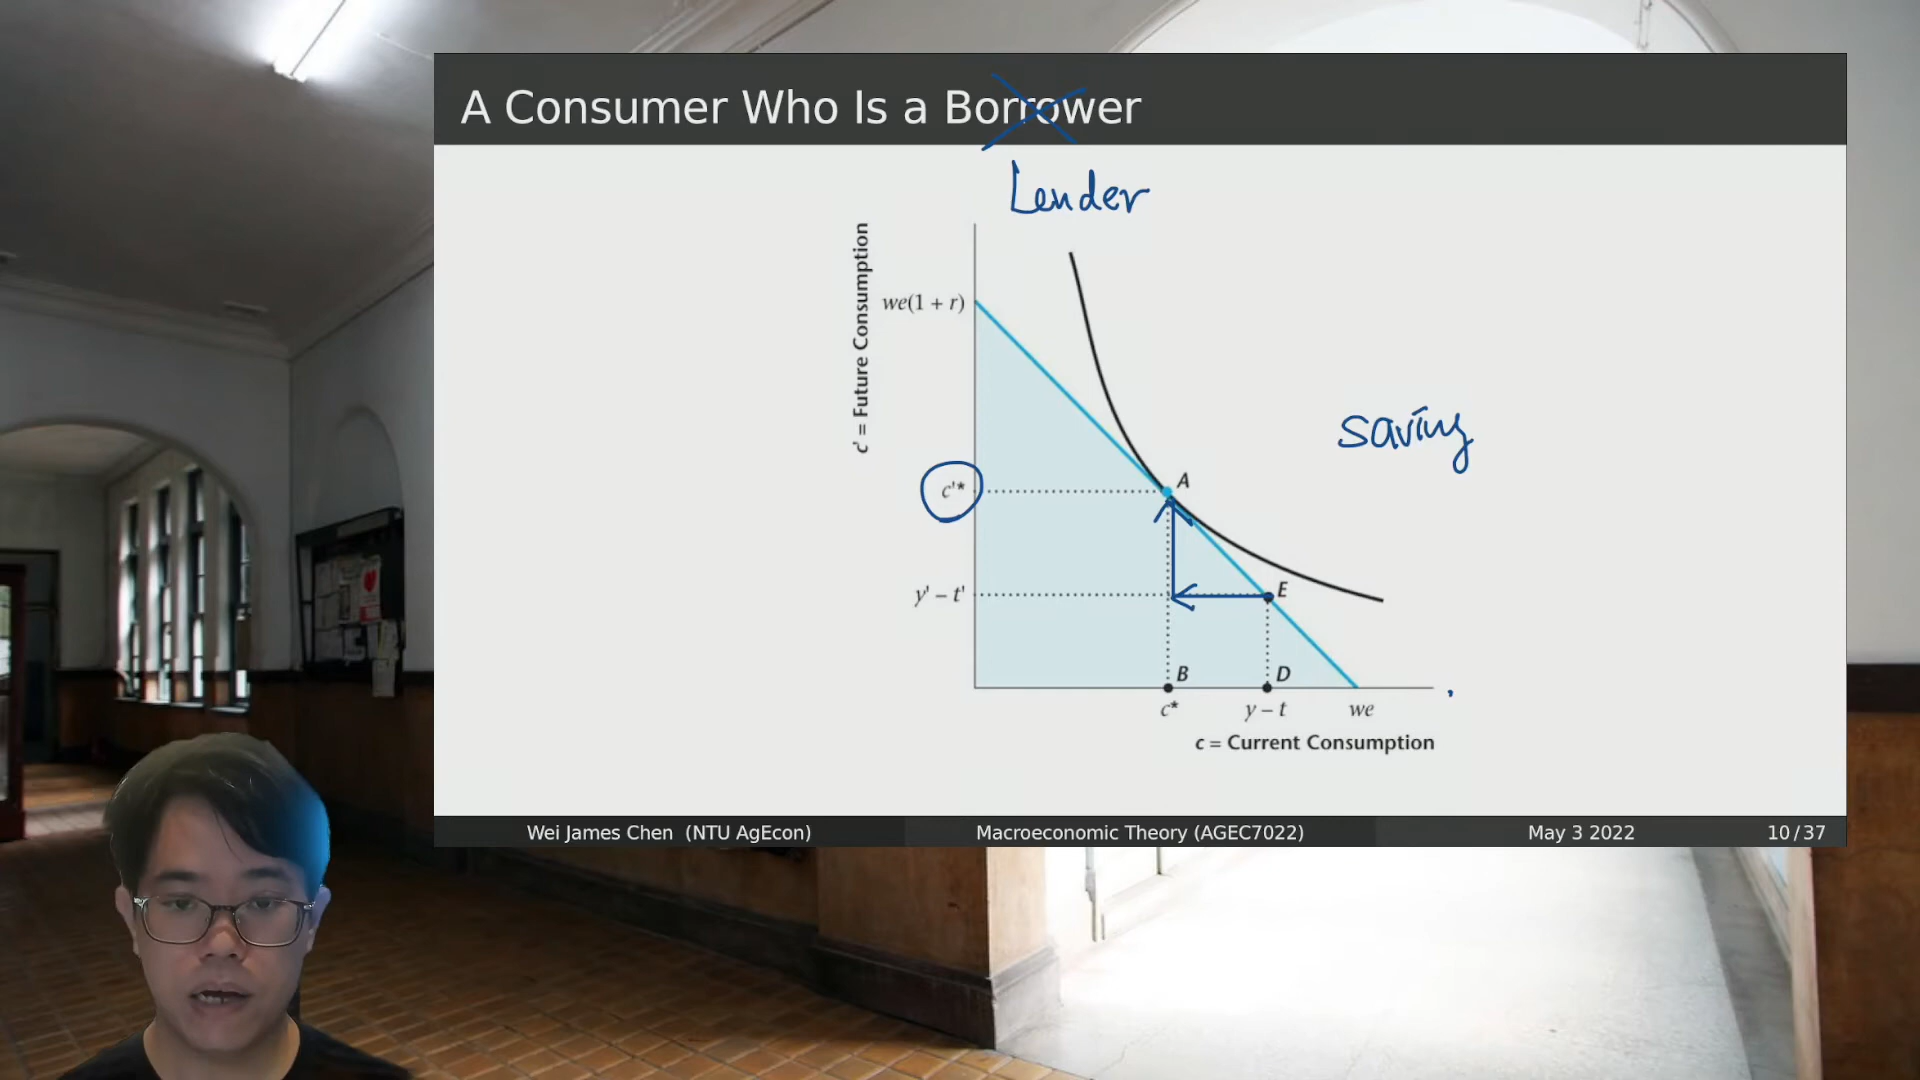 A Consumer Who Is a Borrower
Lender
c' = Future Consumption
we(1 + r)
saving
A
c'*
y' – t'
E
B
D
c*
y – t
we
c = Current Consumption
Wei James Chen (NTU AgEcon)
Macroeconomic Theory (AGEC7022)
May 3 2022
10 / 37